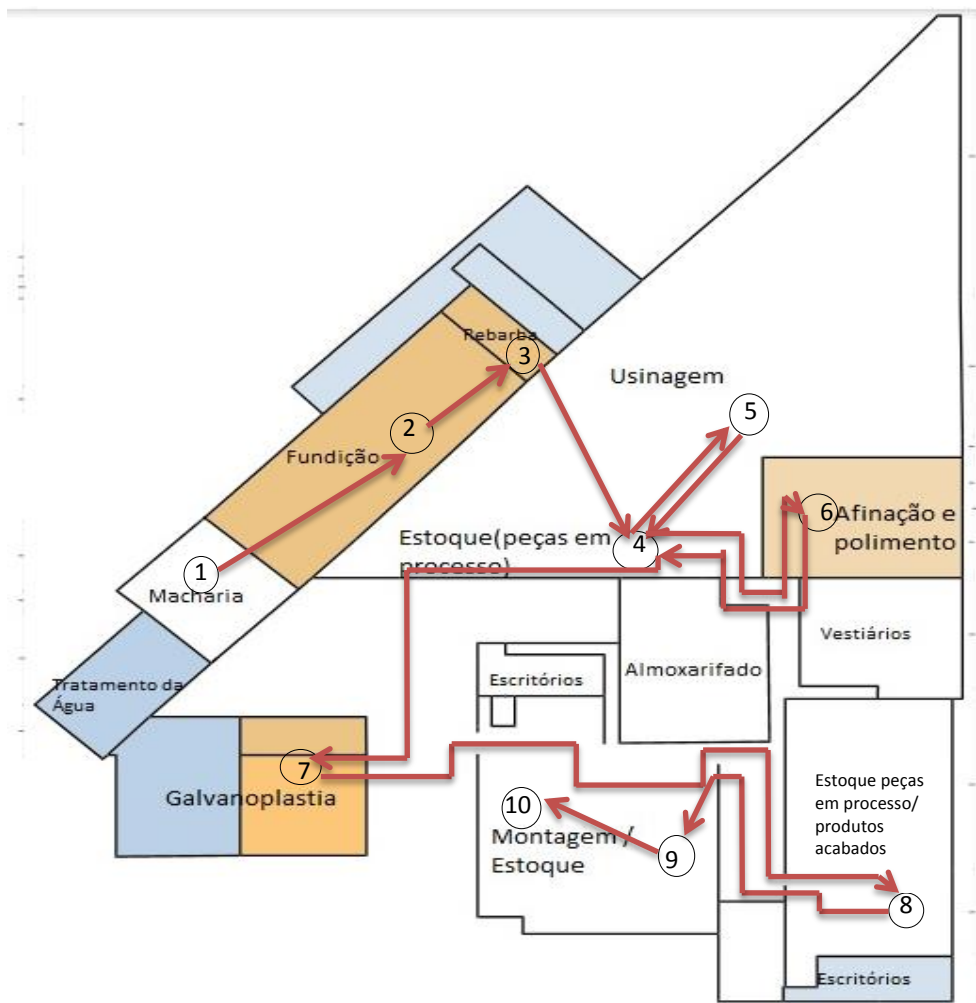 Rebarba
3
Usinagem
5
2
Fundição
6
Afinação e
polimento
Estoque(peças em
processo)
4
1
Macharia
Vestiários
Almoxarifado
Escritórios
Tratamento da
Água
7
Galvanoplastia
10
Montagem /
Estoque
9
Estoque peças
em processo/
produtos
acabados
8
Escritórios